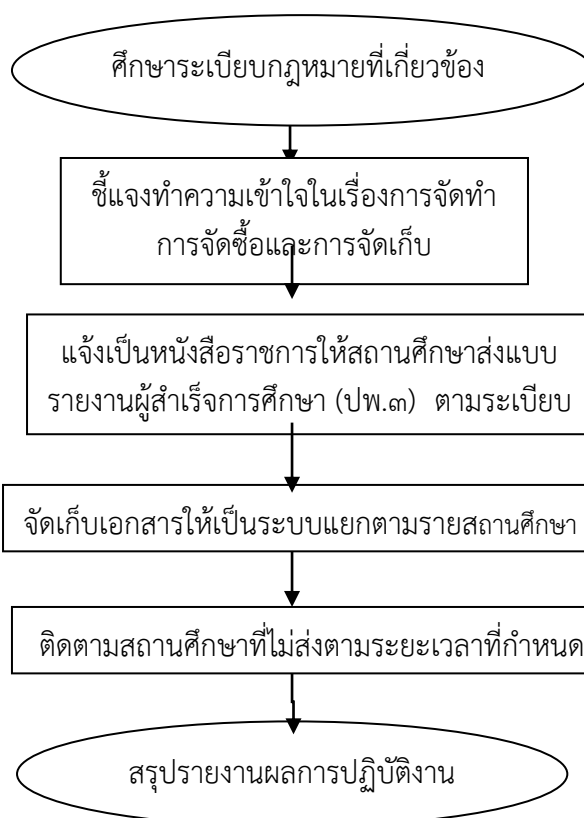 ศึกษาระเบียบกฎหมายที่เกี่ยวข้อง
ชี้แจงทำความเข้าใจในเรื่องการจัดทำ
การจัดซื้อและการจัดเก็บ
แจ้งเป็นหนังสือราชการให้สถานศึกษาส่งแบบ
รายงานผู้สำเร็จการศึกษา (ปพ.๓) ตามระเบียบ
จัดเก็บเอกสารให้เป็นระบบแยกตามรายสถานศึกษา
ติดตามสถานศึกษาที่ไม่ส่งตามระยะเวลาที่กำหนด
สรุปรายงานผลการปฏิบัติงาน